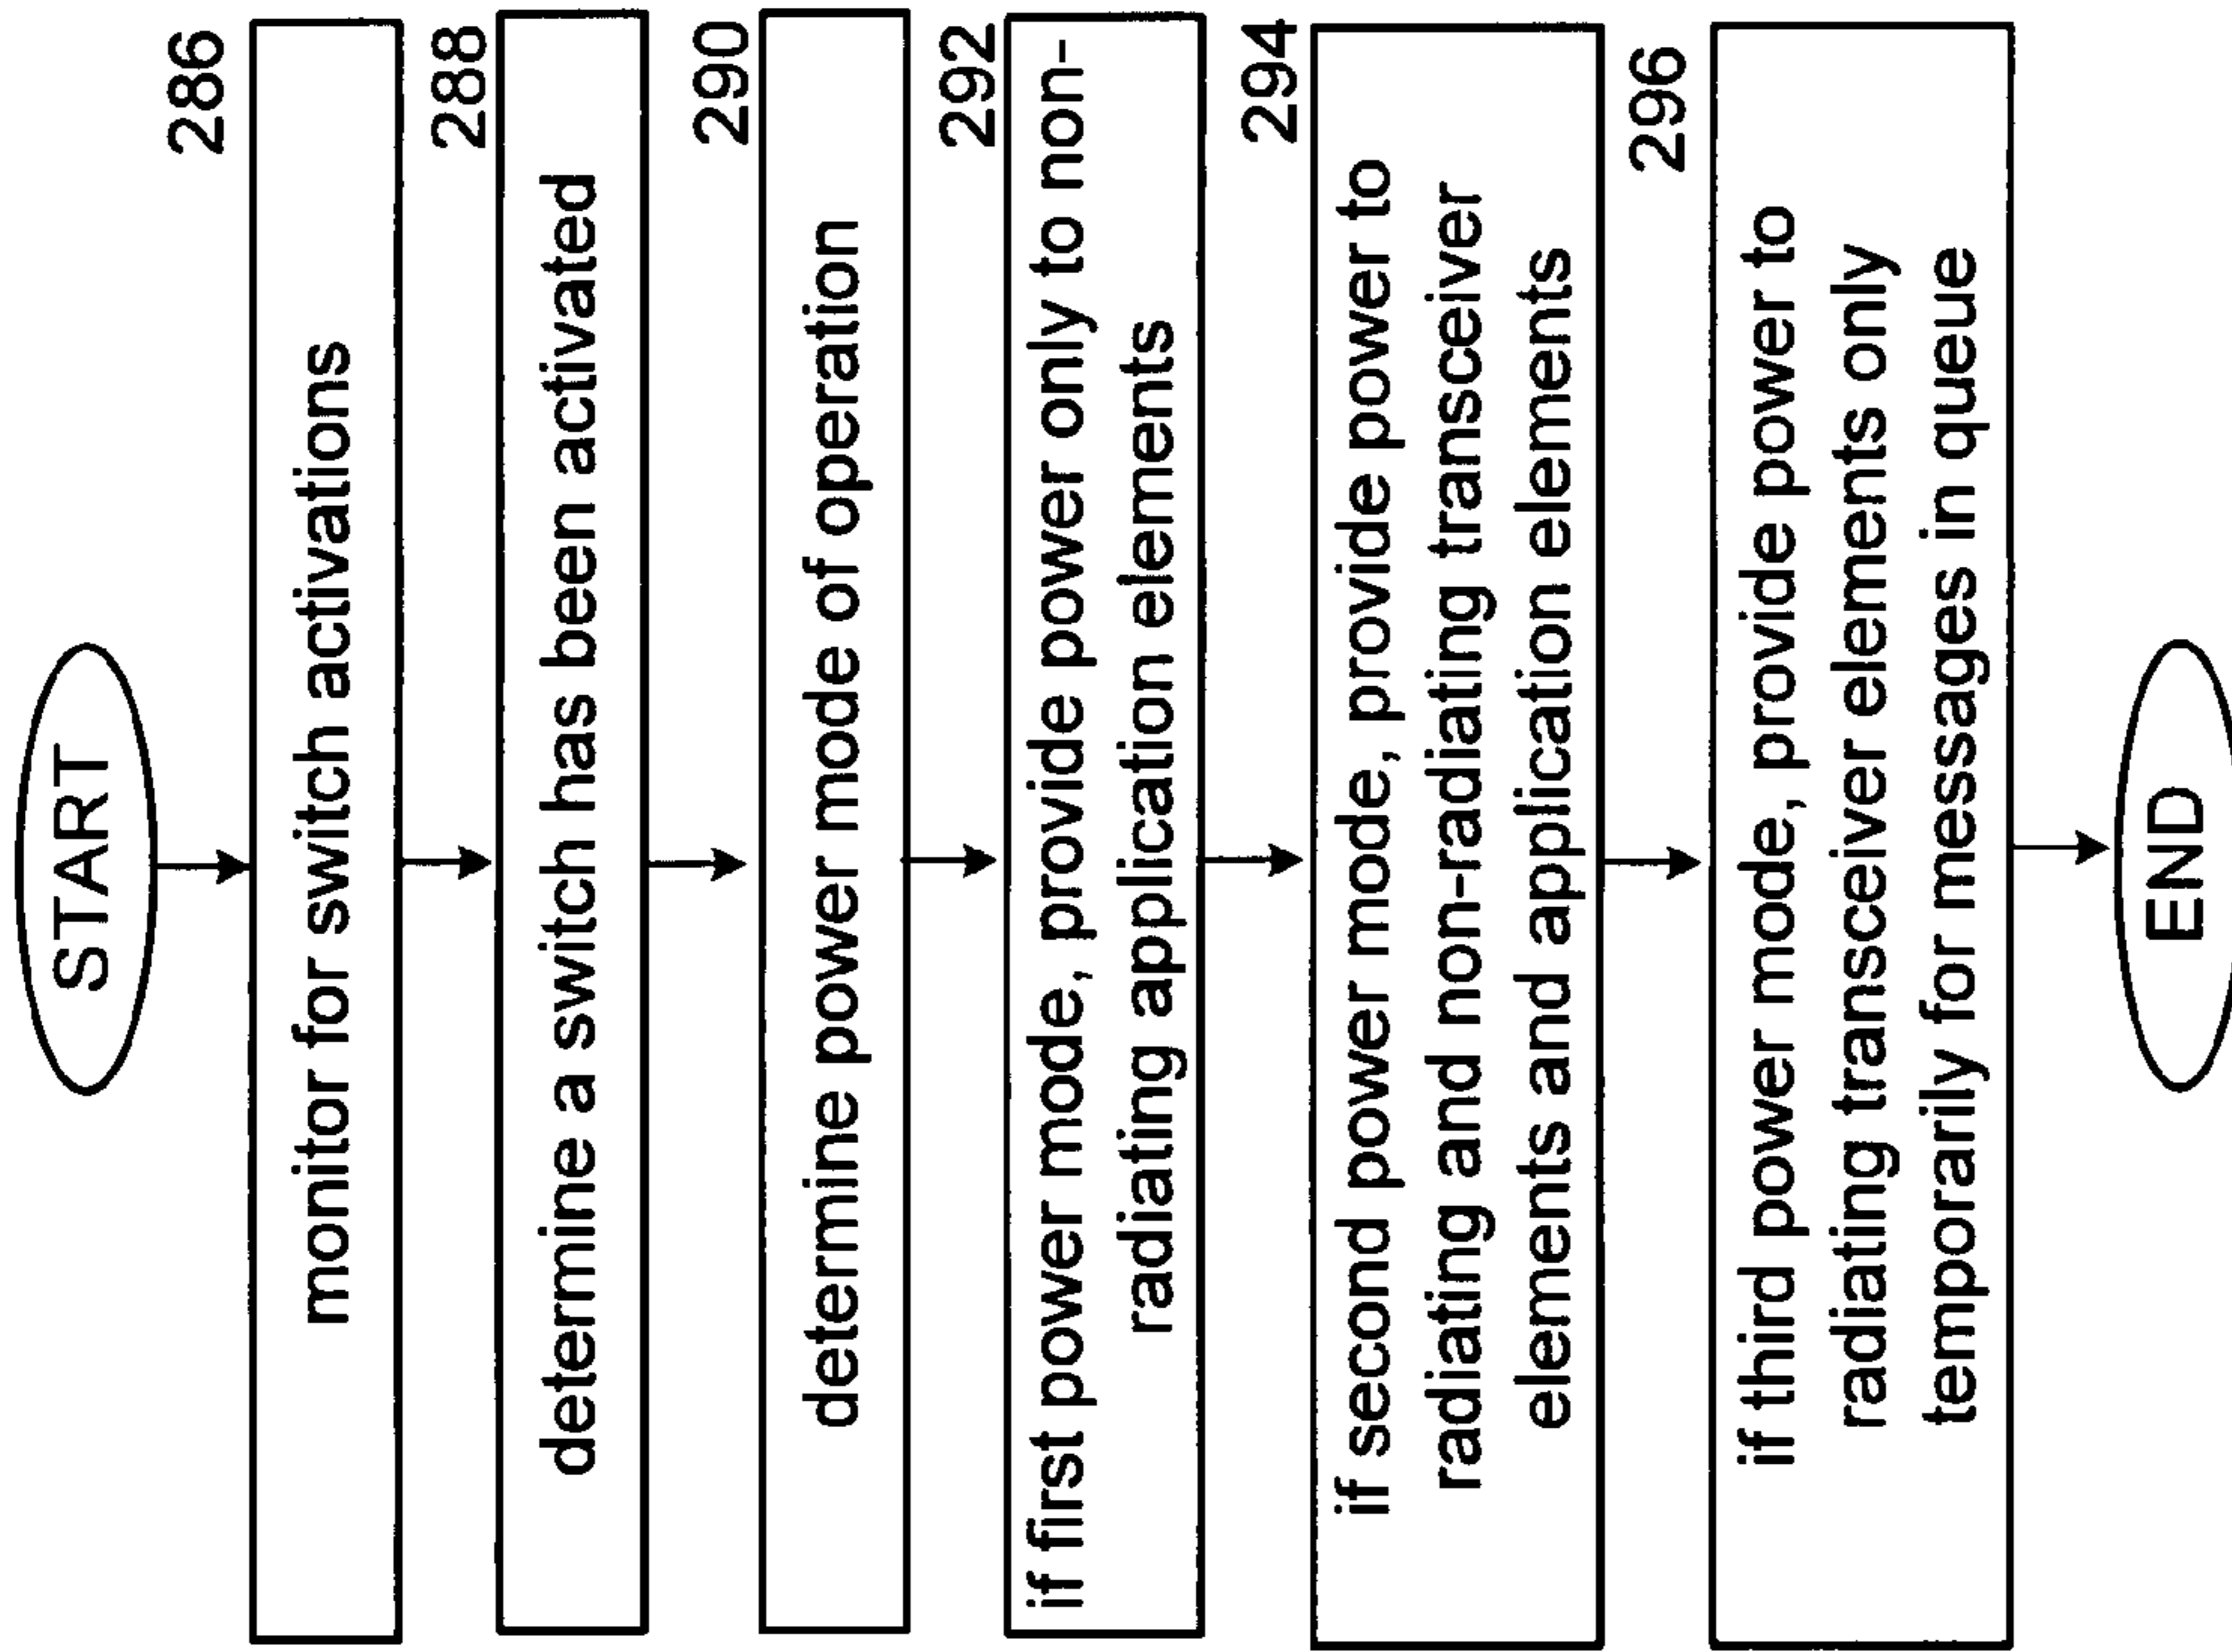 START
286
monitor for switch activations
288
determine a switch has been activated
290
determine power mode of operation
292
if first power mode, provide power only to non-
radiating application elements
294
if second power mode, provide power to
radiating and non-radiating transceiver
elements and application elements
296
if third power mode, provide power to
radiating transceiver elements only
temporarily for messages in queue
END